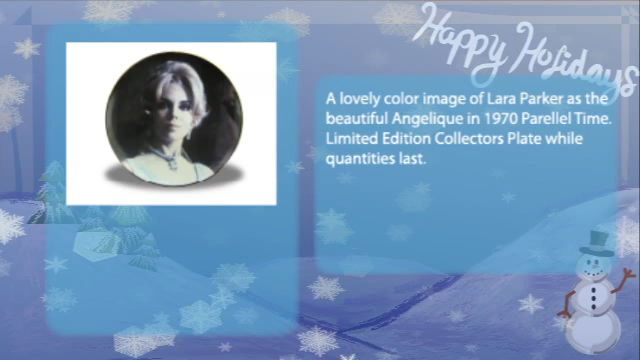 Happy Holidays
A lovely color image of Lara Parker as the
beautiful Angelique in 1970 Parellel Time.
Limited Edition Collectors Plate while
quantities last.